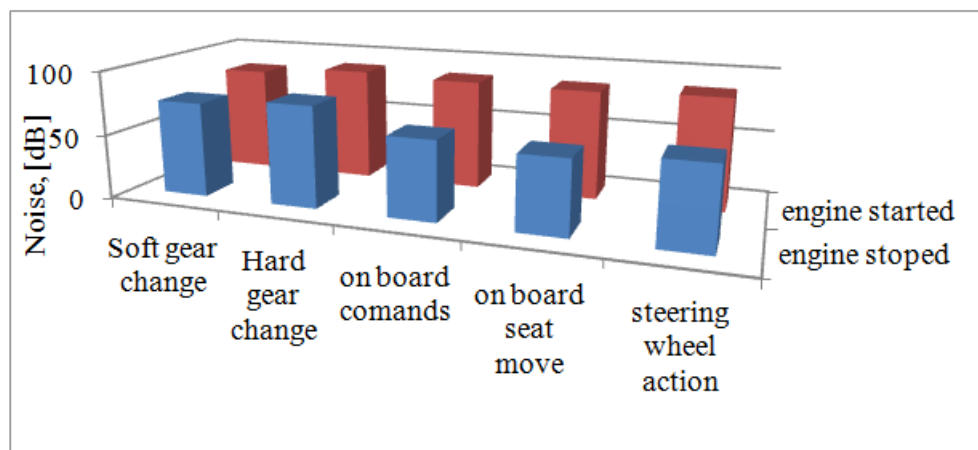 100
50
0
Noise, [dB]
Soft gear
change
Hard
gear
change
on board
comands
on board
seat
move
steering
wheel
action
engine started
engine stoped